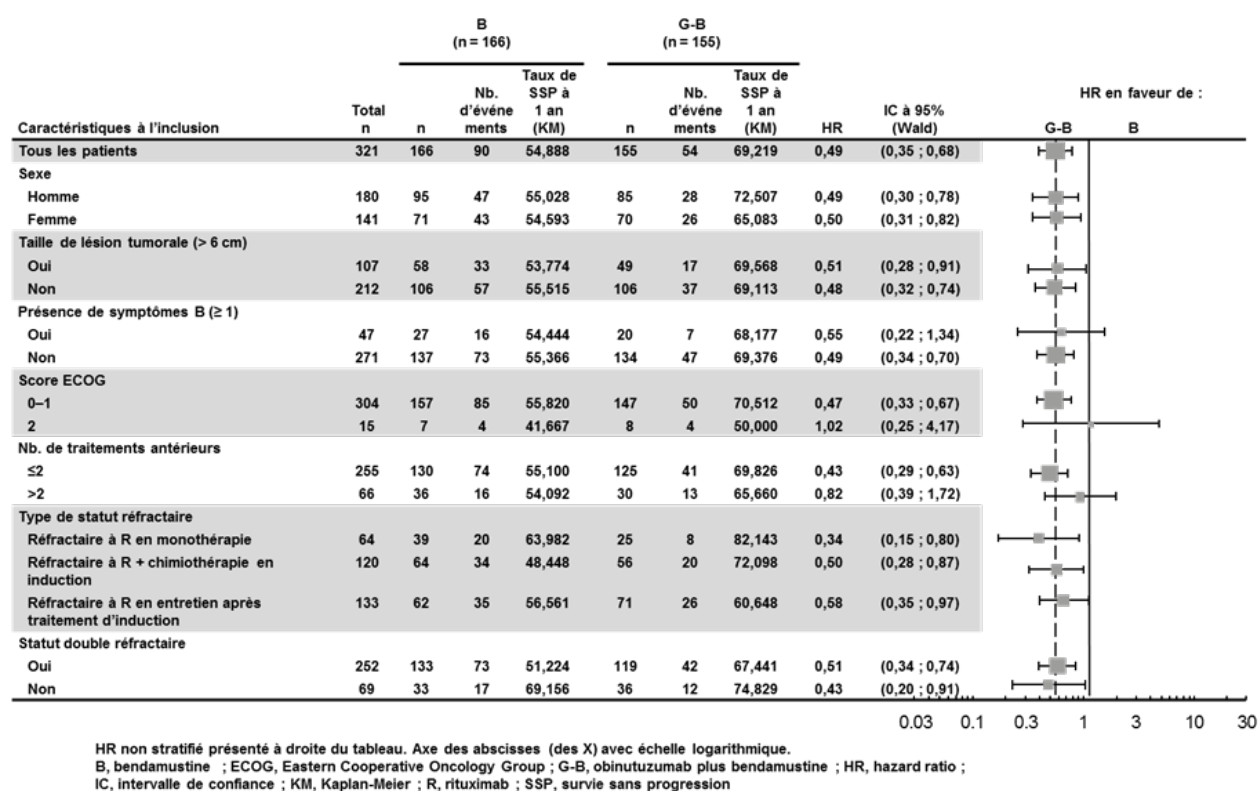 B G-B
(n = 166) (n = 155)
Caractéristiques à l'inclusion Total n n Nb. d'événements Taux de SSP à 1 an (KM) n Nb. d'événements Taux de SSP à 1 an (KM) HR IC à 95% (Wald) HR en faveur de : G-B B
Tous les patients 321 166 90 54,888 155 54 69,219 0,49 (0,35 ; 0,68)
Sexe
Homme 180 95 47 55,028 85 28 72,507 0,49 (0,30 ; 0,78)
Femme 141 71 43 54,593 70 26 65,083 0,50 (0,31 ; 0,82)
Taille de lésion tumorale (> 6 cm)
Oui 107 58 33 53,774 49 17 69,568 0,51 (0,28 ; 0,91)
Non 212 106 57 55,515 106 37 69,113 0,48 (0,32 ; 0,74)
Présence de symptômes B (≥ 1)
Oui 47 27 16 54,444 20 7 68,177 0,55 (0,22 ; 1,34)
Non 271 137 73 55,366 134 47 69,376 0,49 (0,34 ; 0,70)
Score ECOG
0–1 304 157 85 55,820 147 50 70,512 0,47 (0,33 ; 0,67)
2 15 7 4 41,667 8 4 50,000 1,02 (0,25 ; 4,17)
Nb. de traitements antérieurs
≤2 255 130 74 55,100 125 41 69,826 0,43 (0,29 ; 0,63)
>2 66 36 16 54,092 30 13 65,660 0,82 (0,39 ; 1,72)
Type de statut réfractaire
Réfractaire à R en monothérapie 64 39 20 63,982 25 8 82,143 0,34 (0,15 ; 0,80)
Réfractaire à R + chimiothérapie en 120 64 34 48,448 56 20 72,098 0,50 (0,28 ; 0,87)
induction
Réfractaire à R en entretien après 133 62 35 56,561 71 26 60,648 0,58 (0,35 ; 0,97)
traitement d'induction
Statut double réfractaire
Oui 252 133 73 51,224 119 42 67,441 0,51 (0,34 ; 0,74)
Non 69 33 17 69,156 36 12 74,829 0,43 (0,20 ; 0,91)
0.03 0.1 0.3 1 3 10 30
HR non stratifié présenté à droite du tableau. Axe des abscisses (des X) avec échelle logarithmique.
B, bendamustine ; ECOG, Eastern Cooperative Oncology Group ; G-B, obinutuzumab plus bendamustine ; HR, hazard ratio ;
IC, intervalle de confiance ; KM, Kaplan-Meier ; R, rituximab ; SSP, survie sans progression